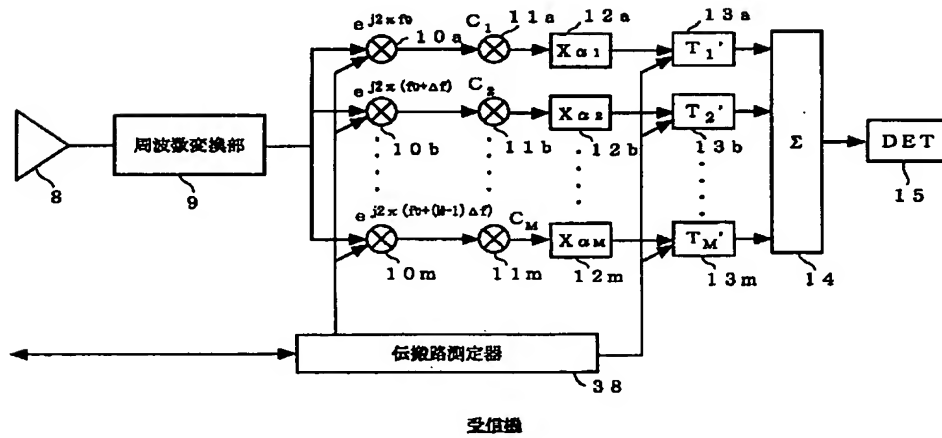 e^{j2πf0}
10a
C1
11a
12a
Xα1
13a
T1'
e^{j2π(f0+Δf)}
10b
C2
11b
Xα2
12b
T2'
13b
周波数変換部
8
9
Σ
DET
15
e^{j2π(f0+(M-1)Δf)}
10m
CM
11m
XαM
12m
TM'
13m
14
伝搬路測定器
38
受信機